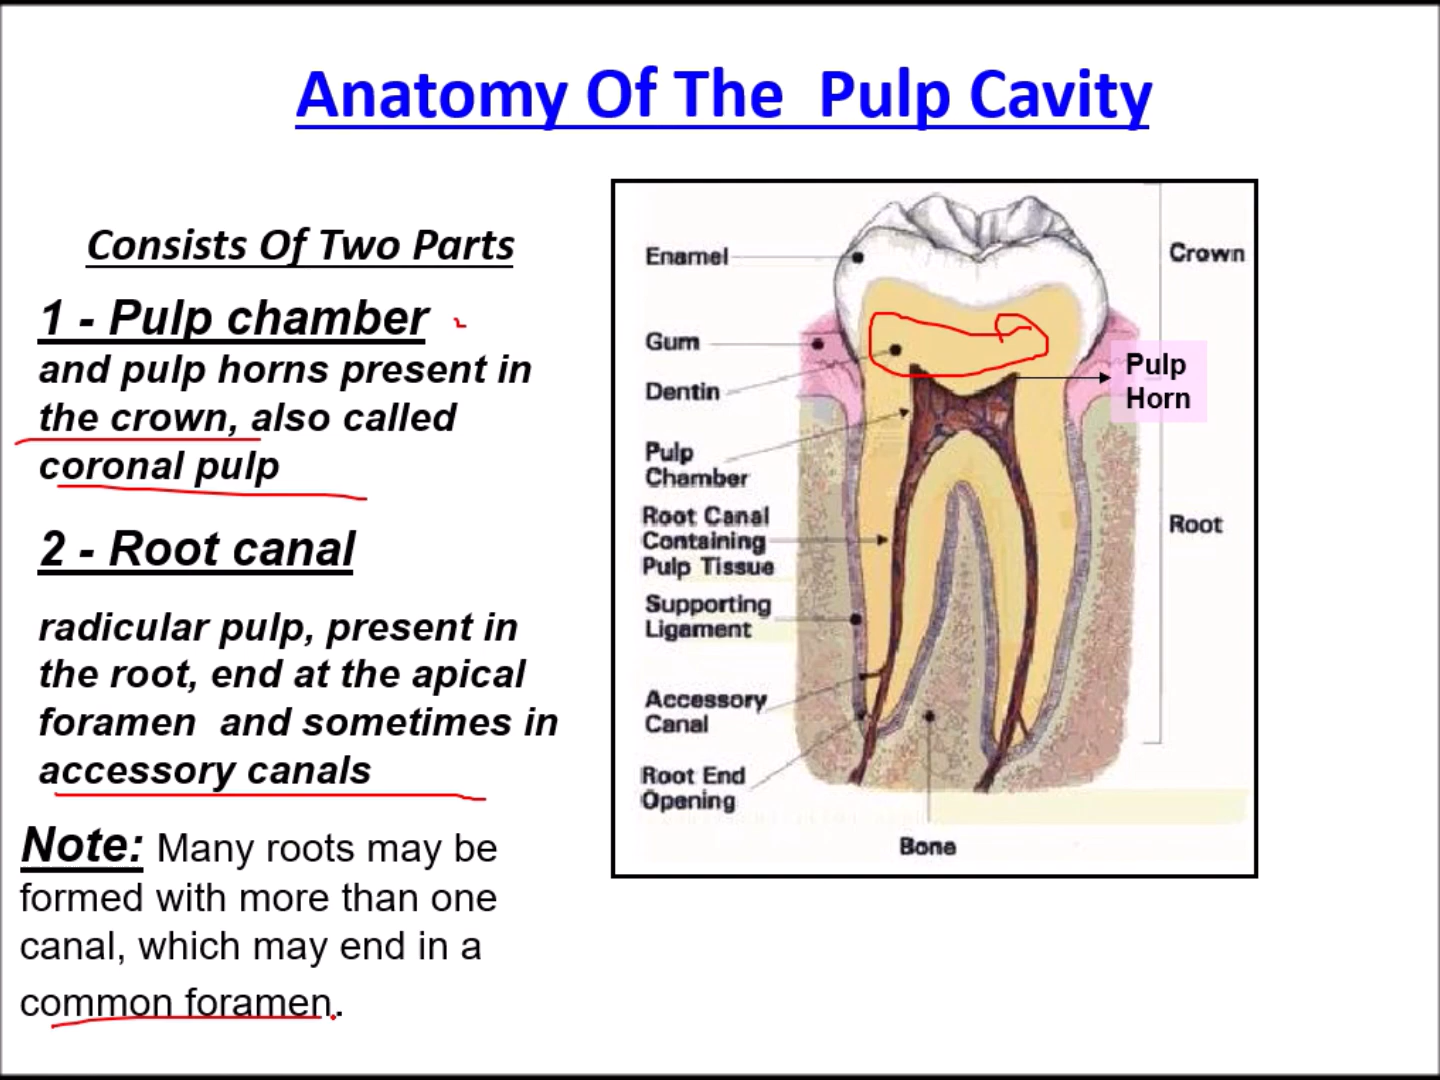 Anatomy Of The Pulp Cavity
Consists Of Two Parts
1 - Pulp chamber
and pulp horns present in
the crown, also called
coronal pulp
2 - Root canal
radicular pulp, present in
the root, end at the apical
foramen and sometimes in
accessory canals
Note: Many roots may be
formed with more than one
canal, which may end in a
common foramen.
Enamel
Gum
Dentin
Pulp
Chamber
Root Canal
Containing
Pulp Tissue
Supporting
Ligament
Accessory
Canal
Root End
Opening
Bone
Crown
Pulp
Horn
Root